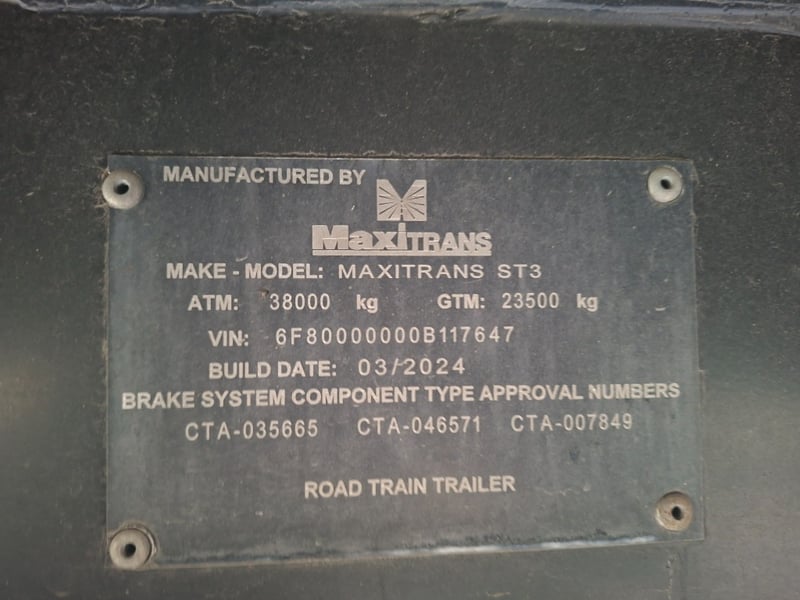 MANUFACTURED BY
MaxiTRANS
MAKE - MODEL: MAXITRANS ST3
ATM: 38000 kg GTM: 23500 kg
VIN: 6F80000000B117647
BUILD DATE: 03/2024
BRAKE SYSTEM COMPONENT TYPE APPROVAL NUMBERS
CTA-035665 CTA-046571 CTA-007849
ROAD TRAIN TRAILER